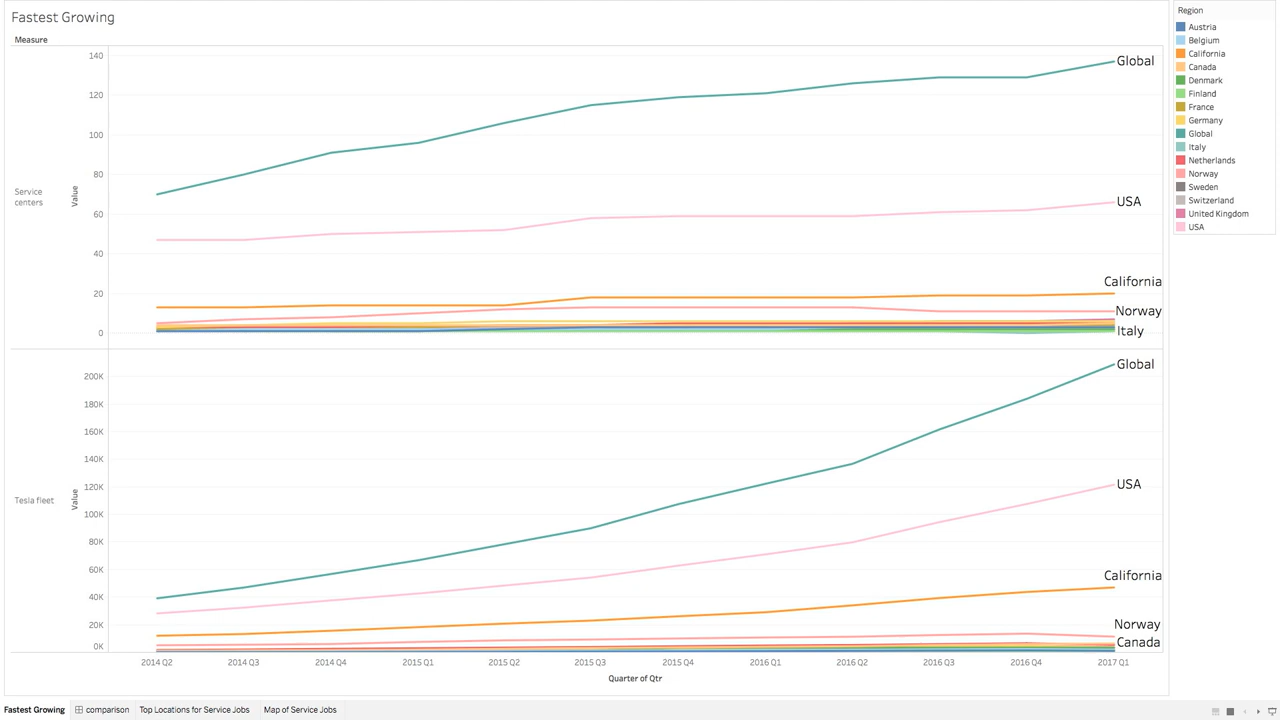 Fastest Growing
Measure
Service
centers
Value
140
120
100
80
60
40
20
0
Global
USA
California
Norway
Italy
Tesla fleet
Value
200K
180K
160K
140K
120K
100K
80K
60K
40K
20K
0K
Global
USA
California
Norway
Canada
2014 Q2 2014 Q3 2014 Q4 2015 Q1 2015 Q2 2015 Q3 2015 Q4 2016 Q1 2016 Q2 2016 Q3 2016 Q4 2017 Q1
Quarter of Qtr
Region
Austria
Belgium
California
Canada
Denmark
Finland
France
Germany
Global
Italy
Netherlands
Norway
Sweden
Switzerland
United Kingdom
USA
Fastest Growing comparison Top Locations for Service Jobs Map of Service Jobs